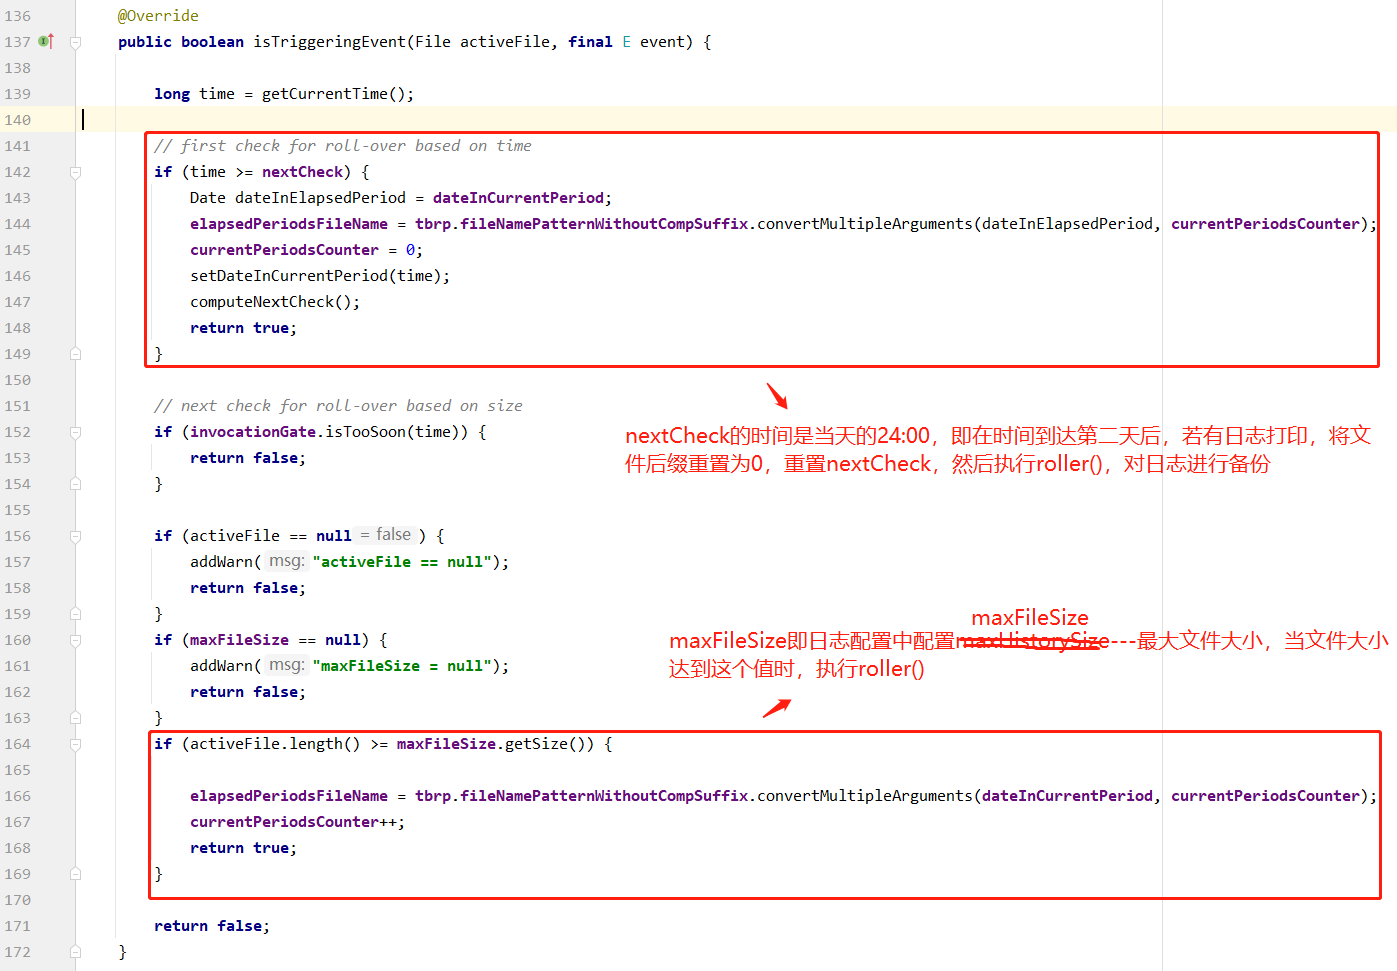 136 @Override
137 public boolean isTriggeringEvent(File activeFile, final E event) {
138
139 long time = getCurrentTime();
140
141 // first check for roll-over based on time
142 if (time >= nextCheck) {
143 Date dateInElapsedPeriod = dateInCurrentPeriod;
144 elapsedPeriodsFileName = tbrp.fileNamePatternWithoutCompSuffix.convertMultipleArguments(dateInElapsedPeriod, currentPeriodsCounter);
145 currentPeriodsCounter = 0;
146 setDateInCurrentPeriod(time);
147 computeNextCheck();
148 return true;
149 }
150
151 // next check for roll-over based on size
152 if (invocationGate.isTooSoon(time)) {
nextCheck的时间是当天的24:00，即在时间到达第二天后，若有日志打印，将文
153 return false;
件后缀重置为0，重置nextCheck，然后执行roller()，对日志进行备份
154 }
155
156 if (activeFile == null = false ) {
157 addWarn( msg: "activeFile == null");
158 return false;
159 }
maxFileSize
160 if (maxFileSize == null) {
maxFileSize即日志配置中配置maxHistorySize---最大文件大小，当文件大小
161 addWarn( msg: "maxFileSize = null");
达到这个值时，执行roller()
162 return false;
163 }
164 if (activeFile.length() >= maxFileSize.getSize()) {
165
166 elapsedPeriodsFileName = tbrp.fileNamePatternWithoutCompSuffix.convertMultipleArguments(dateInCurrentPeriod, currentPeriodsCounter);
167 currentPeriodsCounter++;
168 return true;
169 }
170
171 return false;
172 }